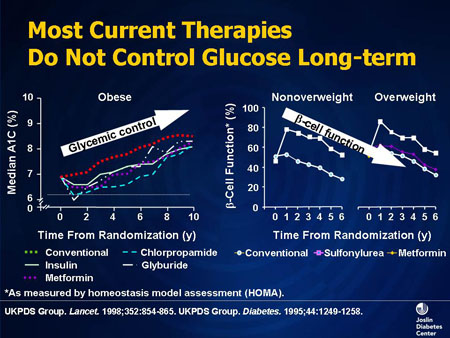 Most Current Therapies
Do Not Control Glucose Long-term
Obese
Median A1C (%)
10
9
8
7
6
0
Glycemic control
0 2 4 6 8 10
Time From Randomization (y)
Conventional
Insulin
Metformin
Chlorpropamide
Glyburide
Nonoverweight Overweight
β-Cell Function* (%)
100
80
60
40
20
0
β-cell function
0 1 2 3 4 5 6 0 1 2 3 4 5 6
Time From Randomization (y)
Conventional Sulfonylurea Metformin
*As measured by homeostasis model assessment (HOMA).
UKPDS Group. Lancet. 1998;352:854-865. UKPDS Group. Diabetes. 1995;44:1249-1258.
Joslin
Diabetes
Center